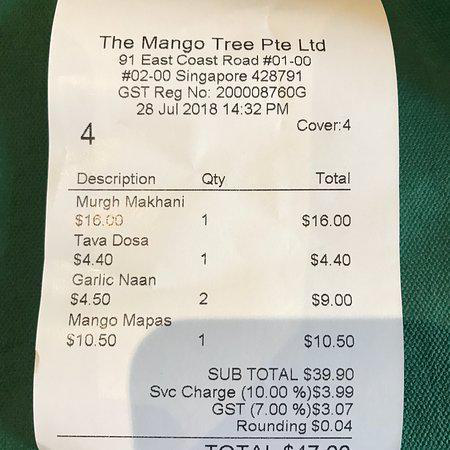 The Mango Tree Pte Ltd
91 East Coast Road #01-00
#02-00 Singapore 428791
GST Reg No: 200008760G
28 Jul 2018 14:32 PM
Cover:4
4
Description Qty Total
Murgh Makhani
$16.00 1 $16.00
Tava Dosa
$4.40 1 $4.40
Garlic Naan
$4.50 2 $9.00
Mango Mapas
$10.50 1 $10.50
SUB TOTAL $39.90
Svc Charge (10.00 %)$3.99
GST (7.00 %)$3.07
Rounding $0.04
TOTAL